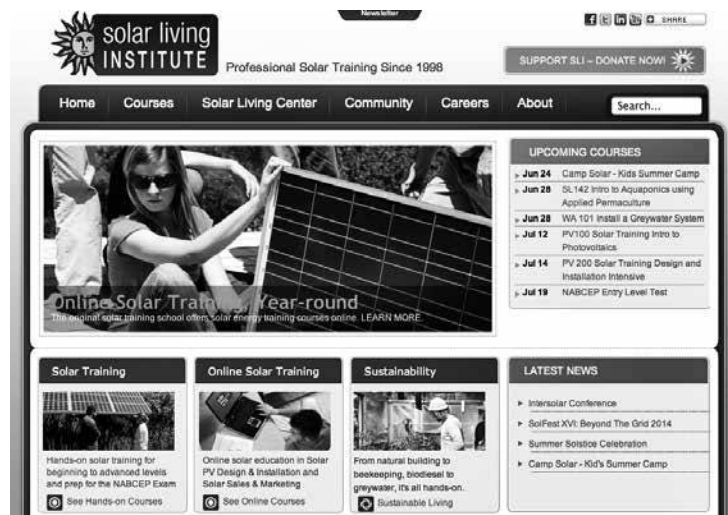 Newsletter
solar living
INSTITUTE
Professional Solar Training Since 1998
SHARE
SUPPORT SLI – DONATE NOW!
Home Courses Solar Living Center Community Careers About Search...
Online Solar Training, Year-round
The original solar training school offers solar energy training courses online. LEARN MORE.
UPCOMING COURSES
Jun 24 Camp Solar - Kids Summer Camp
Jun 28 SL142 Intro to Aquaponics using
Applied Permaculture
Jun 28 WA 101 Install a Greywater System
Jul 12 PV100 Solar Training Intro to
Photovoltaics
Jul 14 PV 200 Solar Training Design and
Installation Intensive
Jul 19 NABCEP Entry Level Test
Solar Training
Hands-on solar training for
beginning to advanced levels
and prep for the NABCEP Exam
See Hands-on Courses
Online Solar Training
Online solar education in Solar
PV Design & Installation and
Solar Sales & Marketing
See Online Courses
Sustainability
From natural building to
beekeeping, biodiesel to
greywater, it's all hands-on.
Sustainable Living
LATEST NEWS
Intersolar Conference
SolFest XVI: Beyond The Grid 2014
Summer Solstice Celebration
Camp Solar - Kid's Summer Camp